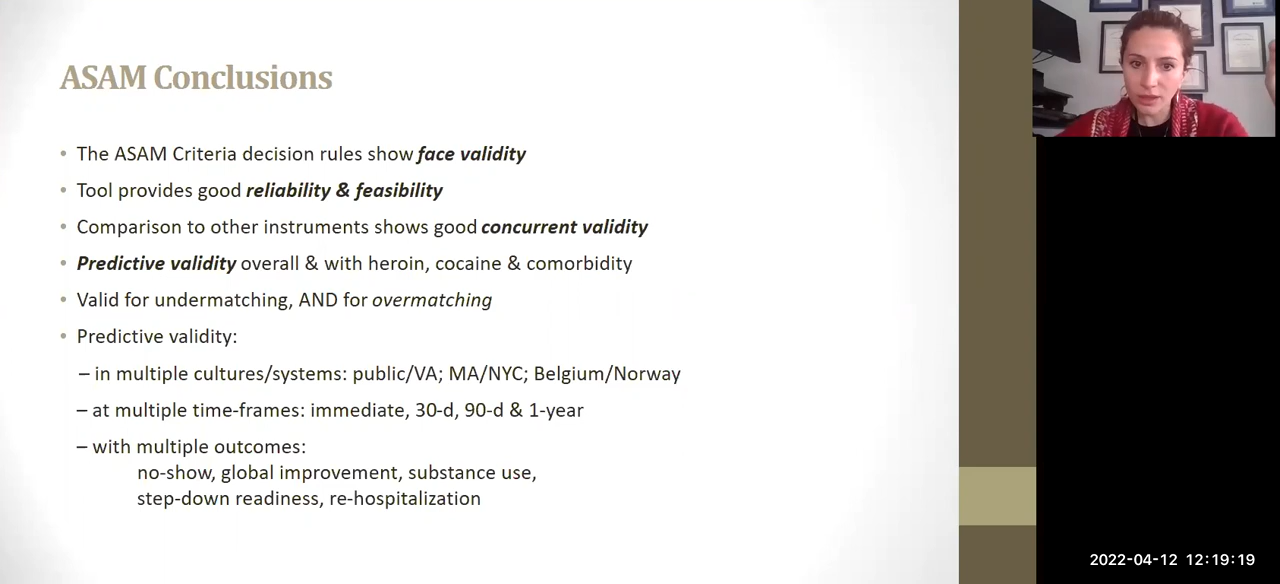 ASAM Conclusions
• The ASAM Criteria decision rules show face validity
• Tool provides good reliability & feasibility
• Comparison to other instruments shows good concurrent validity
• Predictive validity overall & with heroin, cocaine & comorbidity
• Valid for undermatching, AND for overmatching
• Predictive validity:
– in multiple cultures/systems: public/VA; MA/NYC; Belgium/Norway
– at multiple time-frames: immediate, 30-d, 90-d & 1-year
– with multiple outcomes:
no-show, global improvement, substance use,
step-down readiness, re-hospitalization
2022-04-12 12:19:19